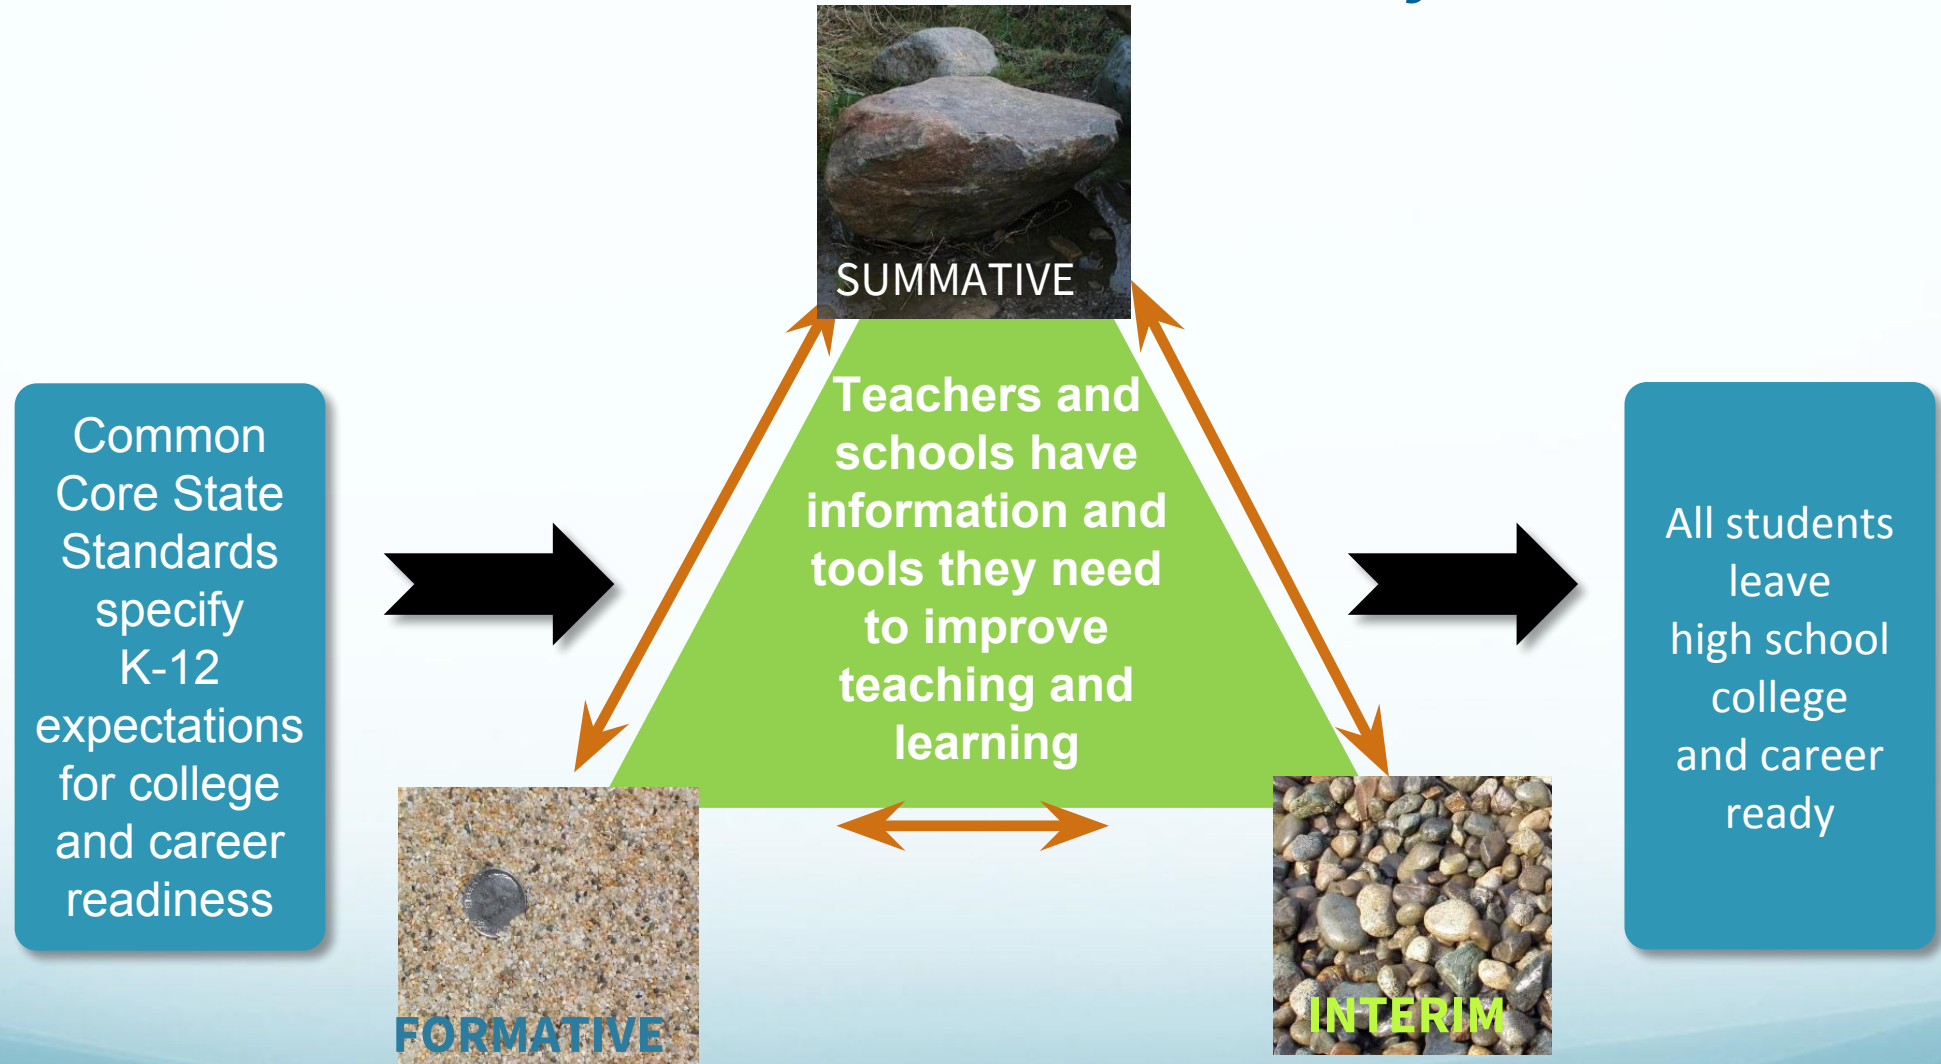 SUMMATIVE
Common
Core State
Standards
specify
K-12
expectations
for college
and career
readiness
Teachers and
schools have
information and
tools they need
to improve
teaching and
learning
All students
leave
high school
college
and career
ready
FORMATIVE
INTERIM